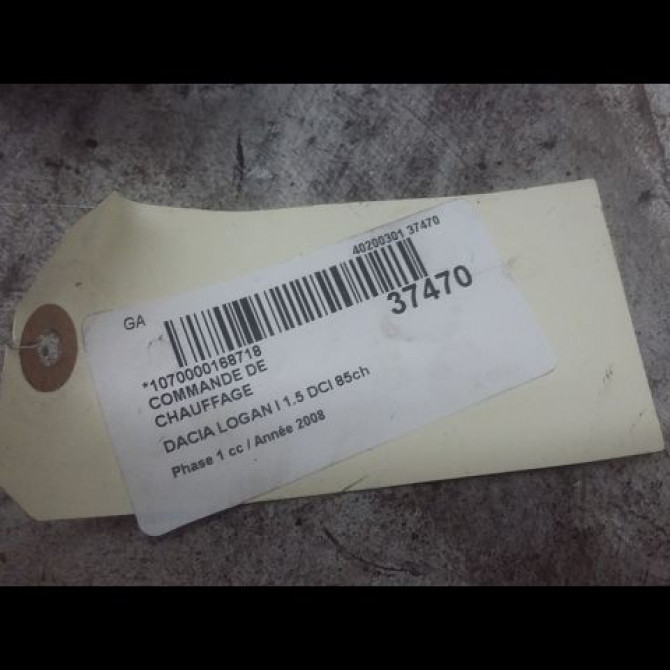 40200301 37470
GA
37470
*1070000168718
COMMANDE DE
CHAUFFAGE
DACIA LOGAN I 1.5 DCI 85ch
Phase 1 cc / Année 2008